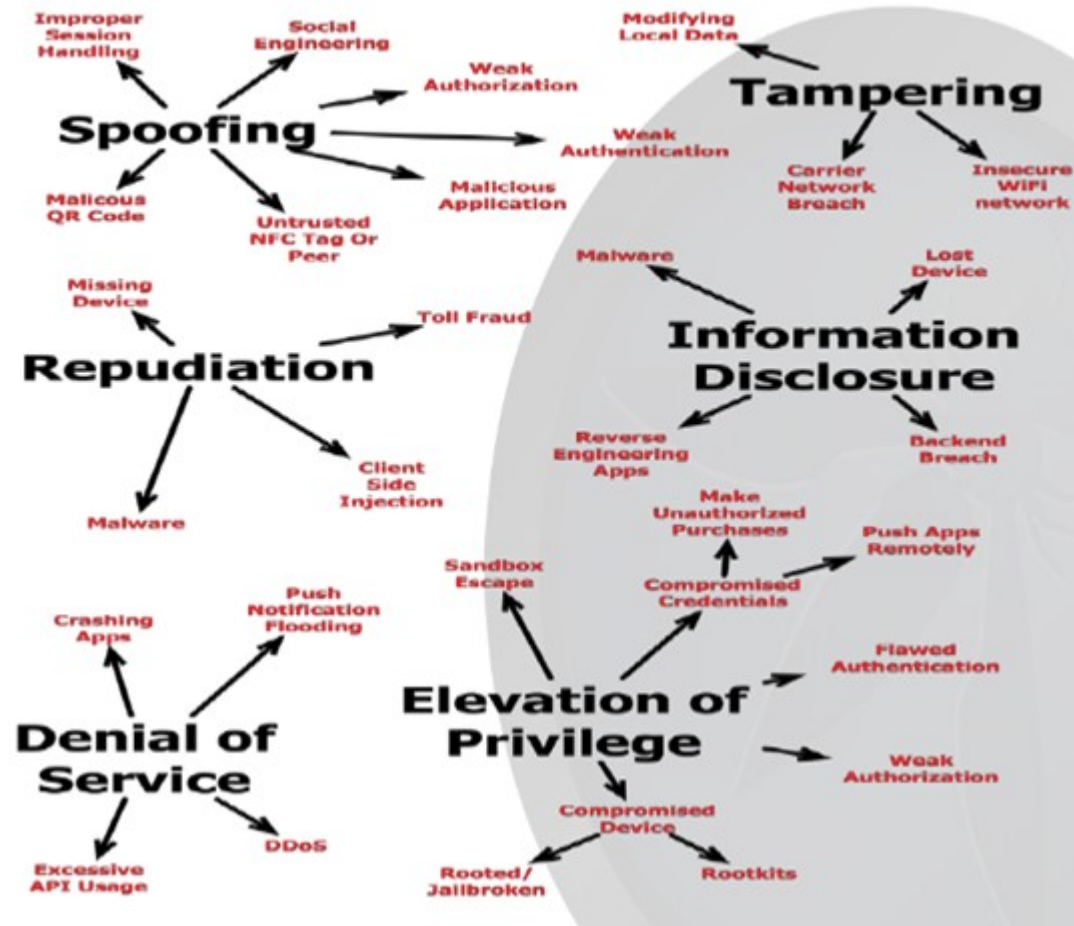 Improper
Session
Handling
Social
Engineering
Weak
Authorization
Spoofing
Weak
Authentication
Malicous
QR Code
Untrusted
NFC Tag Or
Peer
Malicious
Application
Modifying
Local Data
Tampering
Carrier
Network
Breach
Insecure
WiFi
network
Missing
Device
Toll Fraud
Repudiation
Client
Side
Injection
Malware
Malware
Lost
Device
Information
Disclosure
Reverse
Engineering
Apps
Backend
Breach
Crashing
Apps
Push
Notification
Flooding
Denial of
Service
DDoS
Excessive
API Usage
Make
Unauthorized
Purchases
Push Apps
Remotely
Sandbox
Escape
Compromised
Credentials
Flawed
Authentication
Elevation of
Privilege
Weak
Authorization
Compromised
Device
Rooted/
Jailbroken
Rootkits